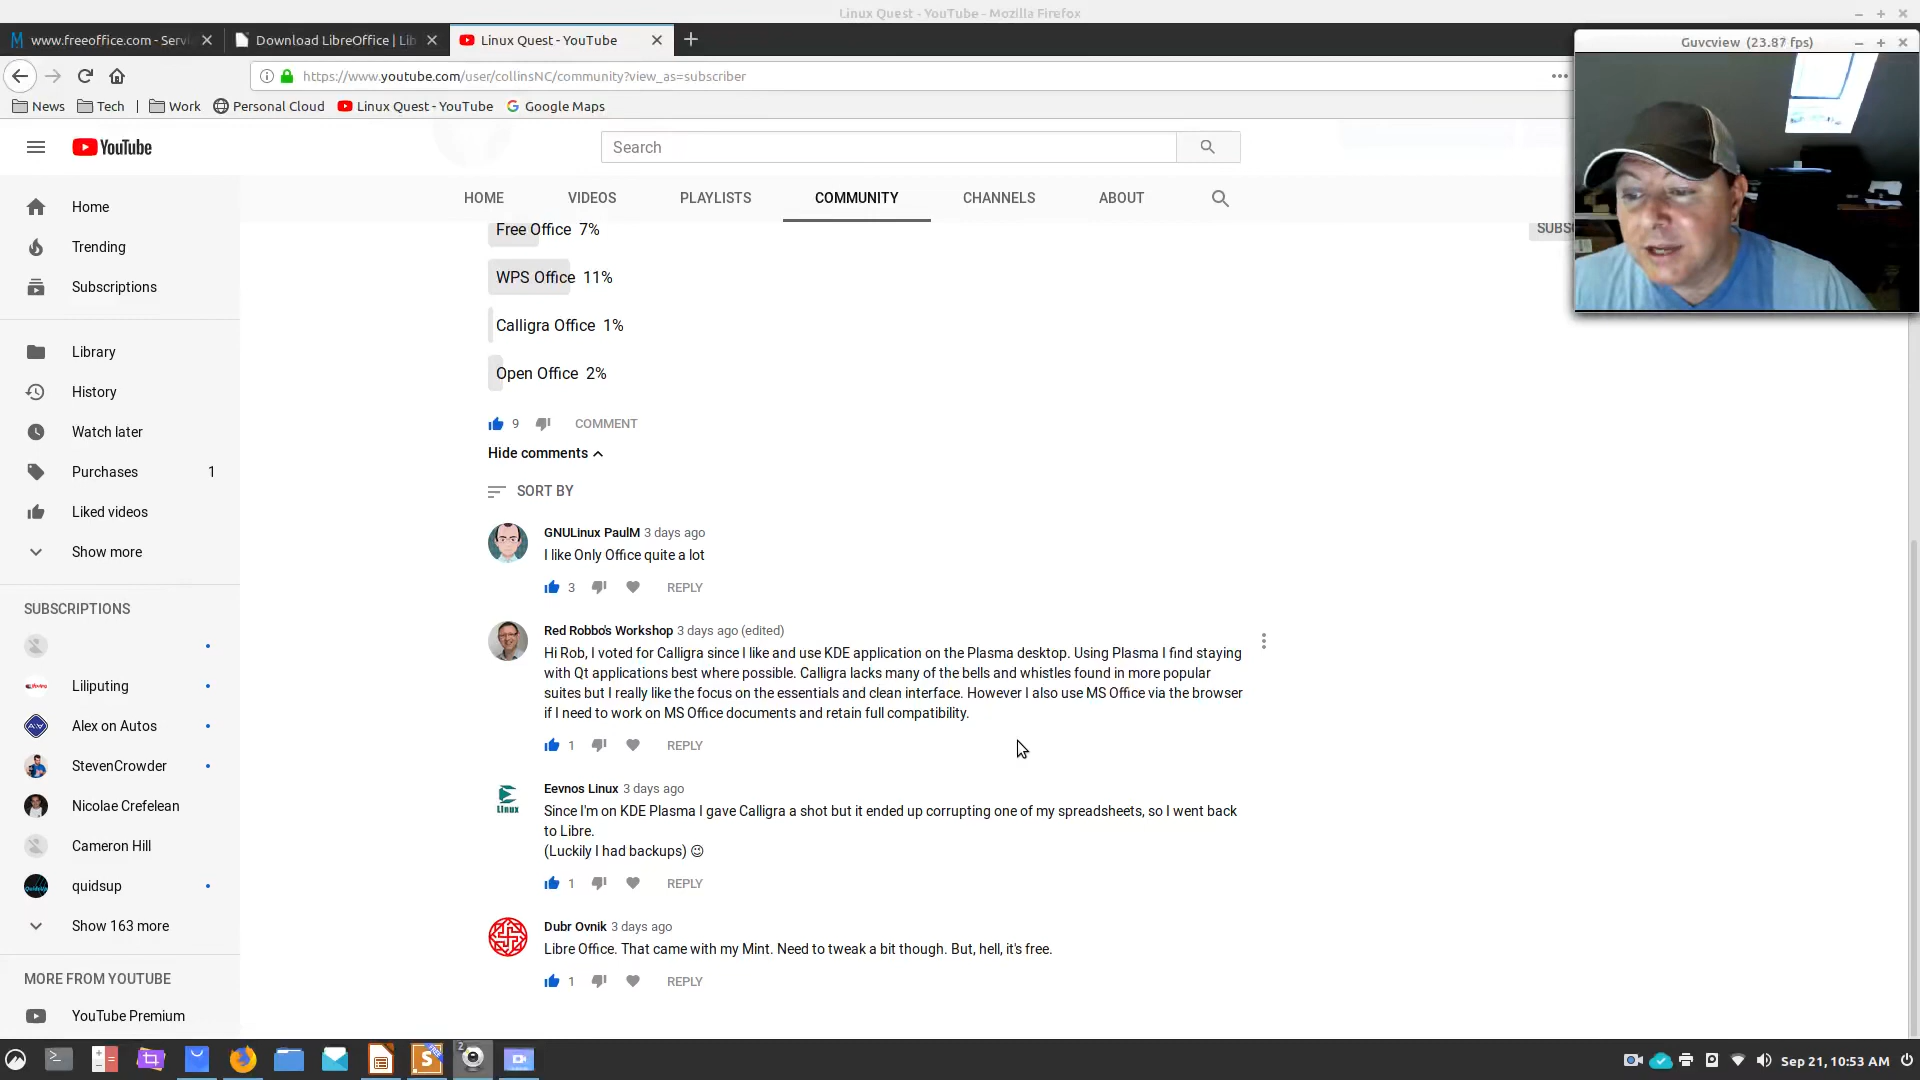 Linux Quest - YouTube - Mozilla Firefox
www.freeoffice.com - Serv
Download LibreOffice | Lib
Linux Quest - YouTube
Guvcview (23.87 fps)
https://www.youtube.com/user/collinsNC/community?view_as=subscriber
News
Tech
Work
Personal Cloud
Linux Quest - YouTube
Google Maps
YouTube
Search
HOME
VIDEOS
PLAYLISTS
COMMUNITY
CHANNELS
ABOUT
Home
Trending
Subscriptions
Library
History
Watch later
Purchases 1
Liked videos
Show more
SUBSCRIPTIONS
Liliputing
Alex on Autos
StevenCrowder
Nicolae Crefelean
Cameron Hill
quidsup
Show 163 more
MORE FROM YOUTUBE
YouTube Premium
Free Office 7%
SUBS
WPS Office 11%
Calligra Office 1%
Open Office 2%
9 COMMENT
Hide comments
SORT BY
GNULinux PaulM 3 days ago
I like Only Office quite a lot
3 REPLY
Red Robbo's Workshop 3 days ago (edited)
Hi Rob, I voted for Calligra since I like and use KDE application on the Plasma desktop. Using Plasma I find staying
with Qt applications best where possible. Calligra lacks many of the bells and whistles found in more popular
suites but I really like the focus on the essentials and clean interface. However I also use MS Office via the browser
if I need to work on MS Office documents and retain full compatibility.
1 REPLY
Linux
Eevnos Linux 3 days ago
Since I'm on KDE Plasma I gave Calligra a shot but it ended up corrupting one of my spreadsheets, so I went back
to Libre.
(Luckily I had backups) 😉
1 REPLY
Dubr Ovnik 3 days ago
Libre Office. That came with my Mint. Need to tweak a bit though. But, hell, it's free.
1 REPLY
2
Sep 21, 10:53 AM